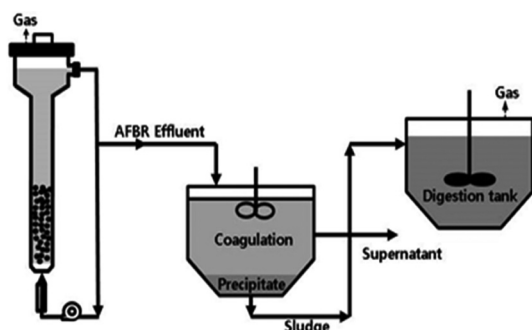 Gas
Gas
AFBR Effluent
Digestion tank
Coagulation
Supernatant
Precipitate
Sludge